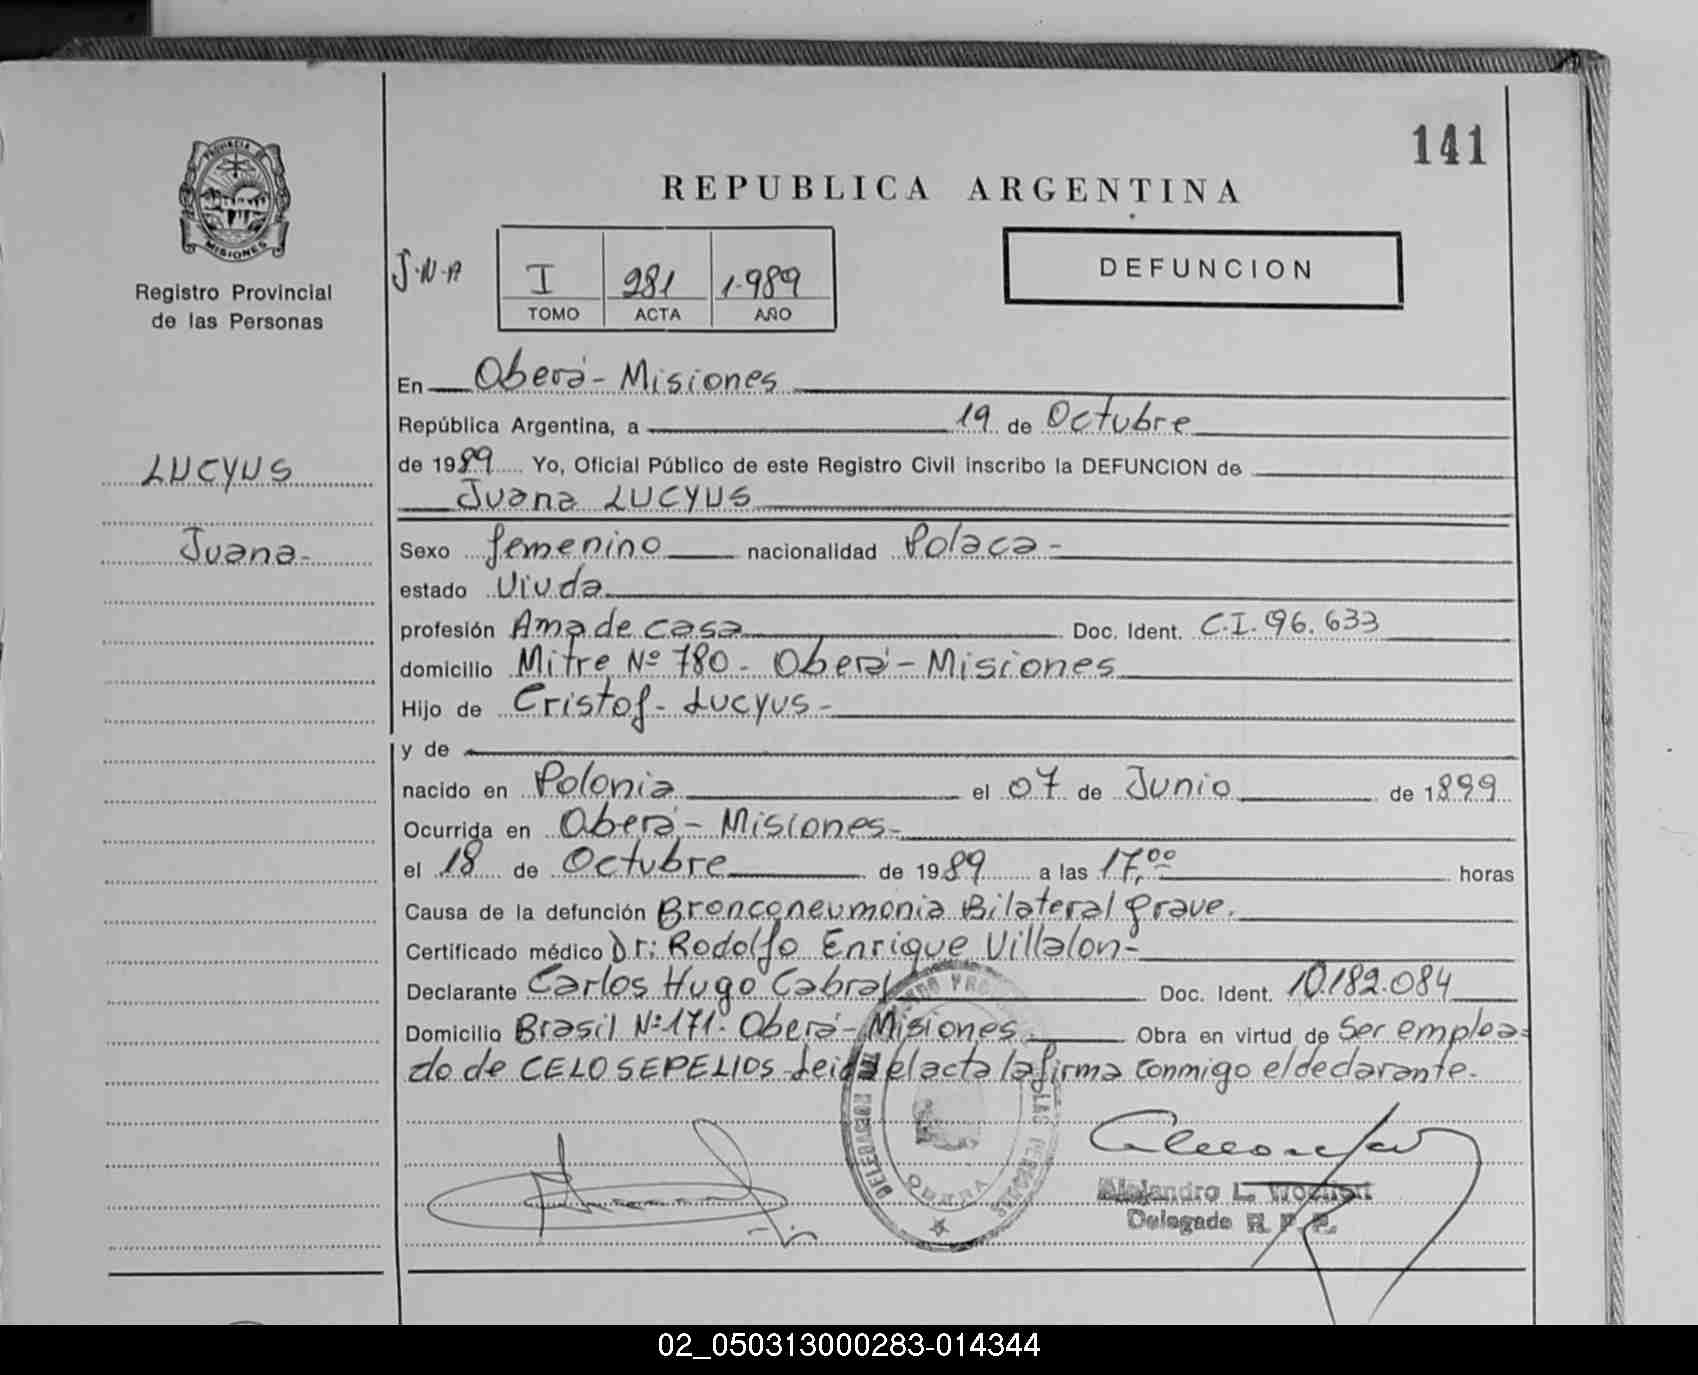 141
REPUBLICA ARGENTINA
PROVINCIA DE
MISIONES
Registro Provincial
de las Personas
J.N.A
I 281 1.989
TOMO ACTA AÑO
DEFUNCION
LUCYUS
Juana-
En Oberá - Misiones
República Argentina, a 19 de Octubre
de 1989 Yo, Oficial Público de este Registro Civil inscribo la DEFUNCION de
Juana LUCYUS
Sexo femenino nacionalidad Polaca -
estado Viuda
profesión Ama de casa Doc. Ident. C.I. 96.633
domicilio Mitre Nº 780 - Oberá - Misiones
Hijo de Cristof - Lucyus -
y de
nacido en Polonia el 07 de Junio de 1899
Ocurrida en Oberá - Misiones -
el 18 de Octubre de 1989 a las 17,00 horas
Causa de la defunción Bronconeumonia Bilateral grave.
Certificado médico Dr: Rodolfo Enrique Villalon -
Declarante Carlos Hugo Cabral Doc. Ident. 10.182.084
Domicilio Brasil Nº 171 - Oberá - Misiones Obra en virtud de Ser emplea-
do de CELO SEPELIOS - Leida el acta la firma conmigo el declarante -
OBERA
Alejandro L.
Delegado R. P. P.
02_050313000283-014344